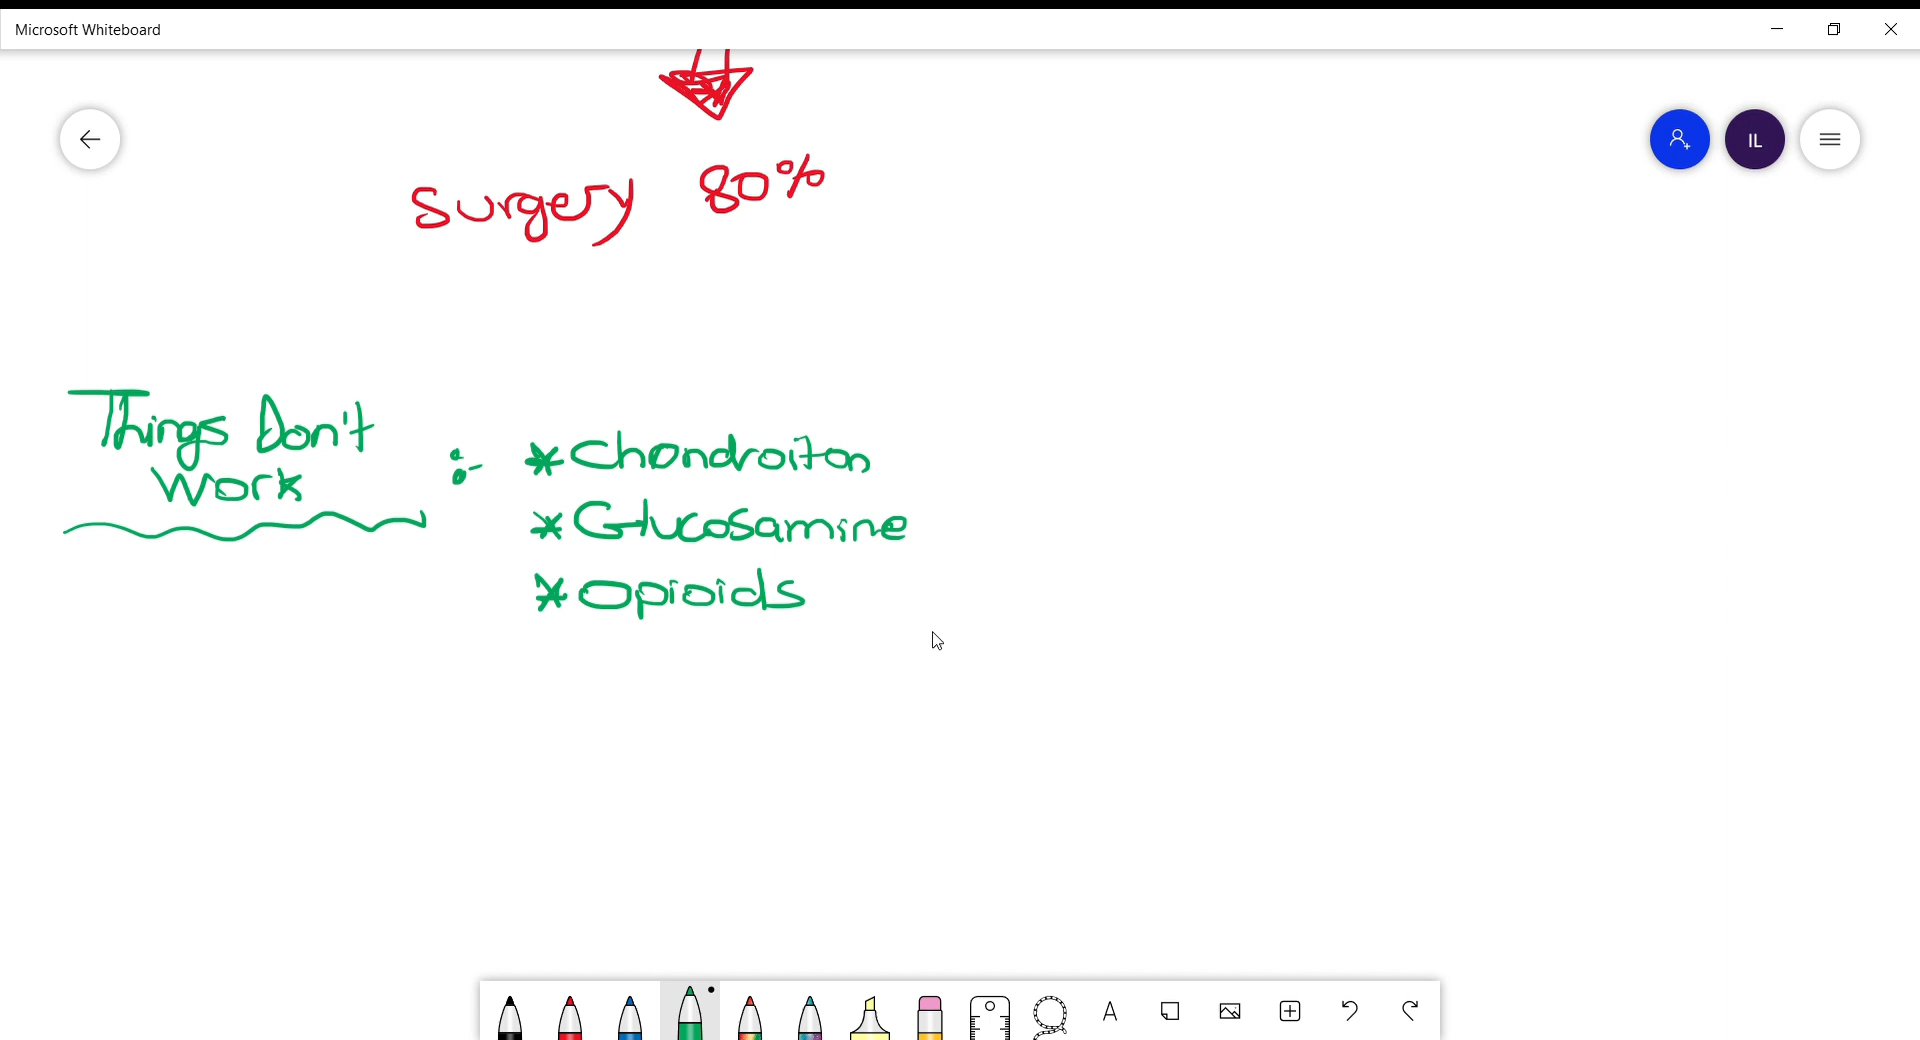 Microsoft Whiteboard
IL
Surgery 80%
Things Don't
Work :-
* Chondroiton
* Glucosamine
* Opioids
A